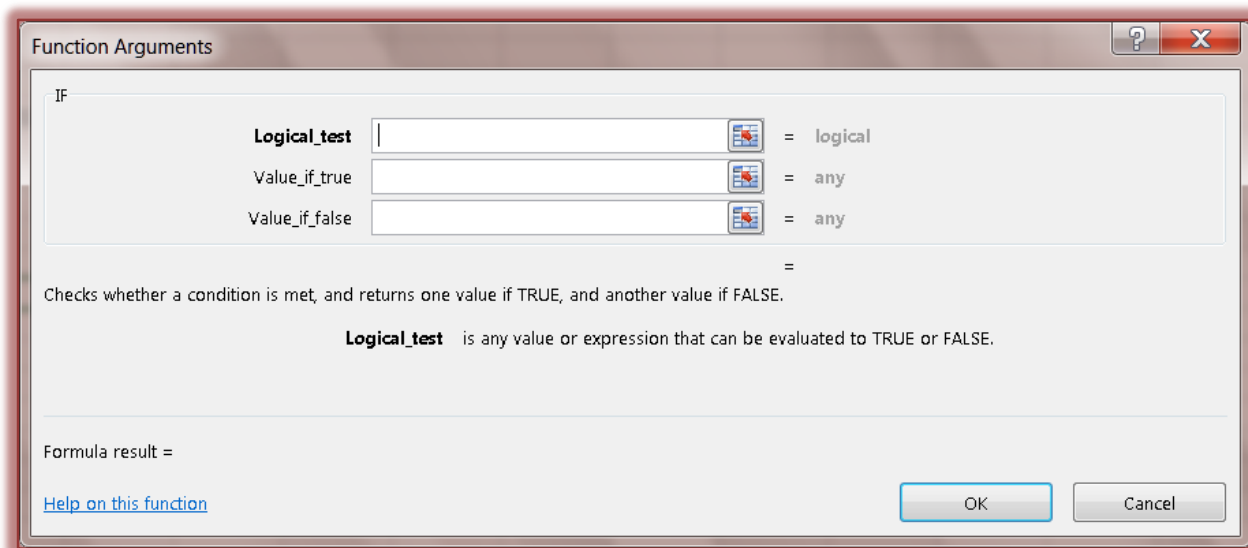 Function Arguments
IF
Logical_test = logical
Value_if_true = any
Value_if_false = any
=
Checks whether a condition is met, and returns one value if TRUE, and another value if FALSE.
Logical_test is any value or expression that can be evaluated to TRUE or FALSE.
Formula result =
Help on this function OK Cancel